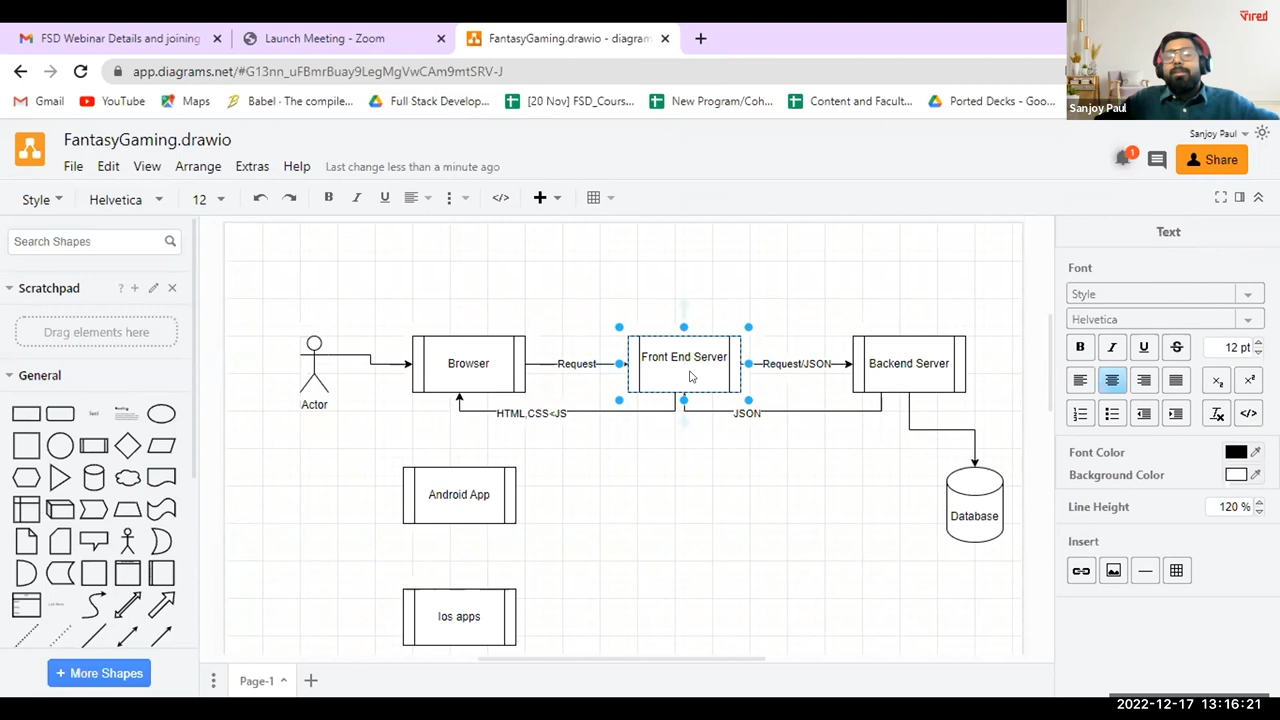 FSD Webinar Details and joining
Launch Meeting - Zoom
FantasyGaming.drawio - diagram
vired
Sanjoy Paul
app.diagrams.net/#G13nn_uFBmrBuay9LegMgVwCAm9mtSRV-J
Gmail
YouTube
Maps
Babel · The compile...
Full Stack Develop...
[20 Nov] FSD_Cours...
New Program/Coh...
Content and Facult...
Ported Decks - Goo...
FantasyGaming.drawio
Sanjoy Paul
File Edit View Arrange Extras Help Last change less than a minute ago
1
Share
Style Helvetica 12 B I U </>
Search Shapes
Text
Scratchpad ?
Drag elements here
General
Text
Heading
Font
Style
Helvetica
B I U S 12 pt
Font Color
Background Color
Line Height 120 %
Insert
Actor
Browser
Request
Front End Server
Request/JSON
Backend Server
HTML,CSS<JS
JSON
Android App
Database
Ios apps
+ More Shapes
Page-1
2022-12-17 13:16:21